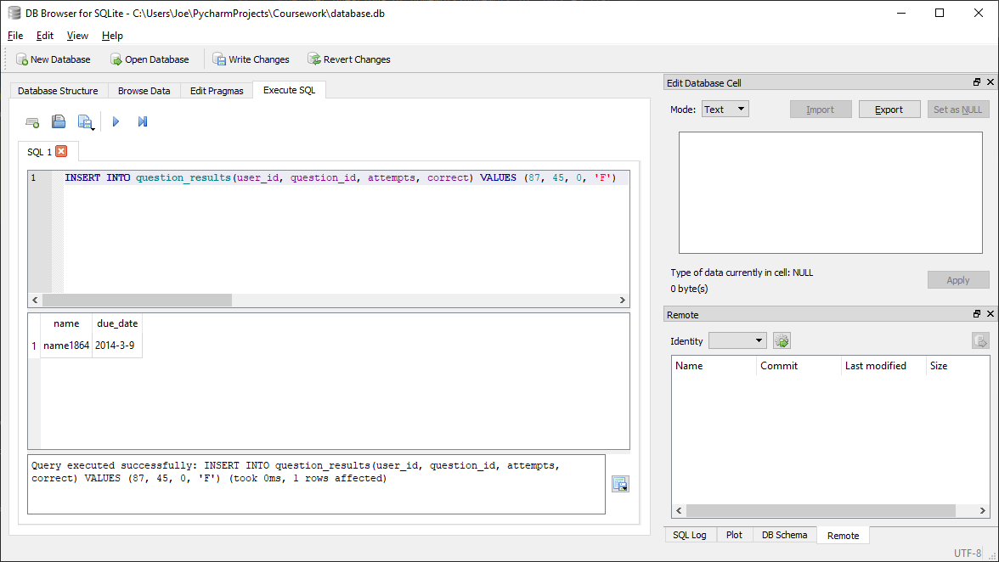 DB Browser for SQLite - C:\Users\Joe\PycharmProjects\Coursework\database.db
File Edit View Help
New Database Open Database Write Changes Revert Changes
Database Structure Browse Data Edit Pragmas Execute SQL
SQL 1
1 INSERT INTO question_results(user_id, question_id, attempts, correct) VALUES (87, 45, 0, 'F')
name due_date
1 name1864 2014-3-9
Query executed successfully: INSERT INTO question_results(user_id, question_id, attempts,
correct) VALUES (87, 45, 0, 'F') (took 0ms, 1 rows affected)
Edit Database Cell
Mode: Text Import Export Set as NULL
Type of data currently in cell: NULL
0 byte(s)
Apply
Remote
Identity
Name Commit Last modified Size
SQL Log Plot DB Schema Remote
UTF-8